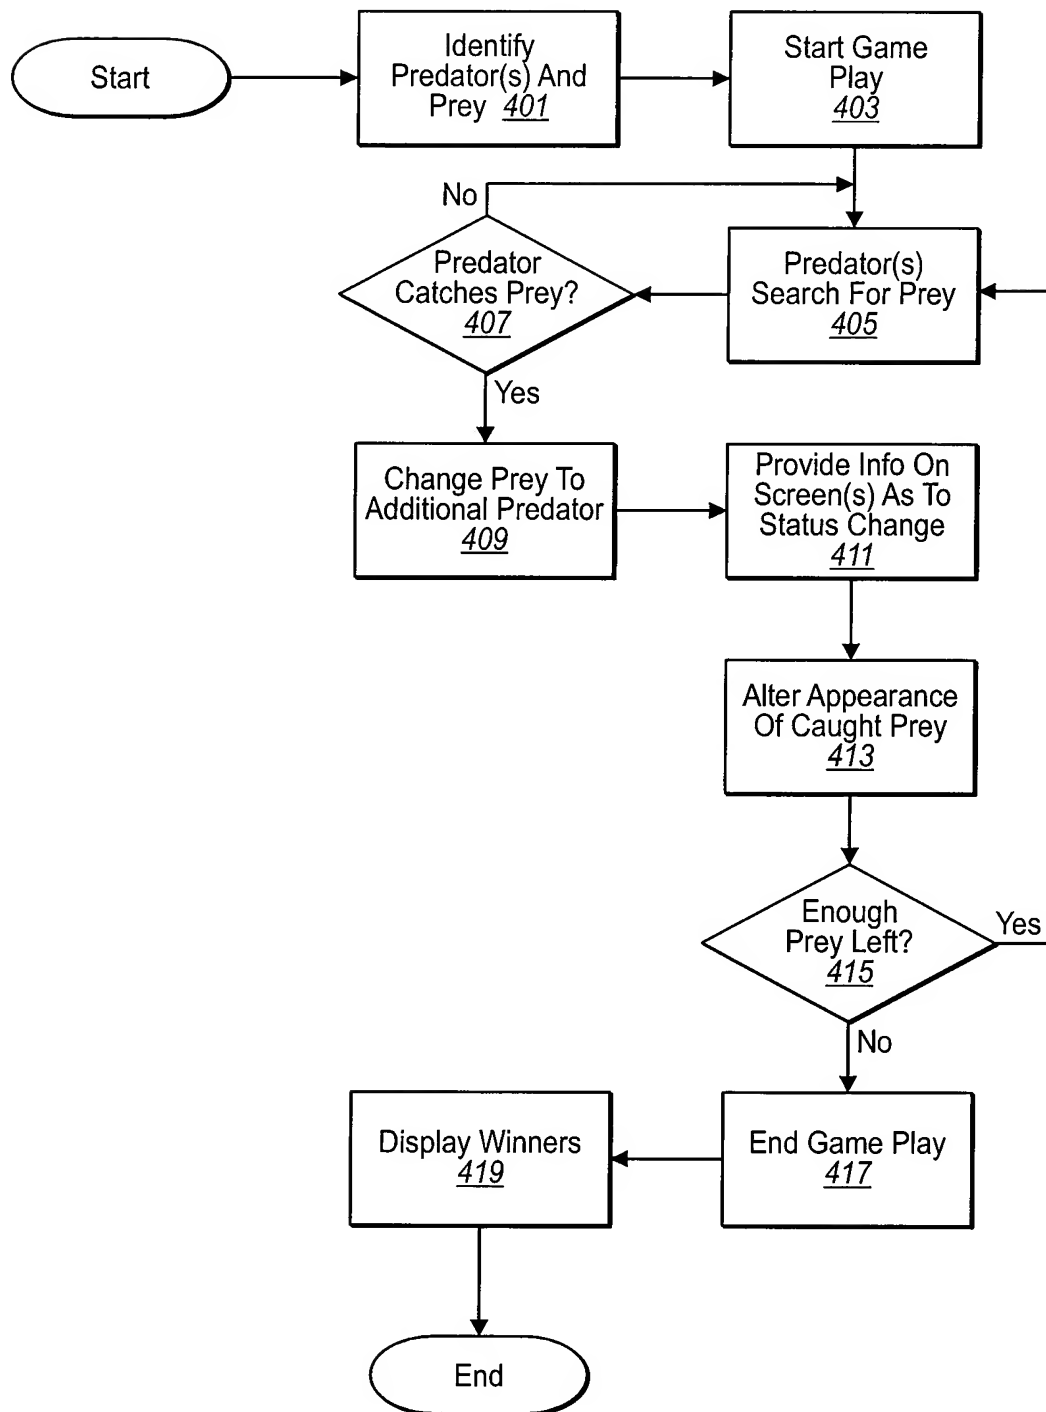 Start
Identify
Predator(s) And
Prey 401
Start Game
Play
403
No
Predator
Catches Prey?
407
Predator(s)
Search For Prey
405
Yes
Change Prey To
Additional Predator
409
Provide Info On
Screen(s) As To
Status Change
411
Alter Appearance
Of Caught Prey
413
Enough
Prey Left?
415
Yes
No
Display Winners
419
End Game Play
417
End